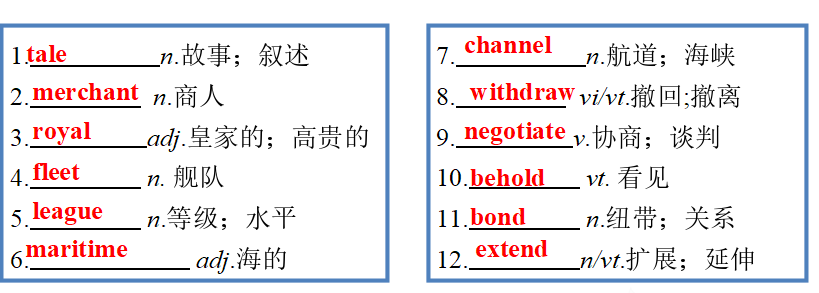 1.tale n.故事；叙述
2.merchant n.商人
3.royal adj.皇家的；高贵的
4.fleet n. 舰队
5.league n.等级；水平
6.maritime adj.海的
7. channel n.航道；海峡
8. withdraw vi/vt.撤回;撤离
9. negotiate v.协商；谈判
10.behold vt. 看见
11.bond n.纽带；关系
12. extend n/vt.扩展；延伸